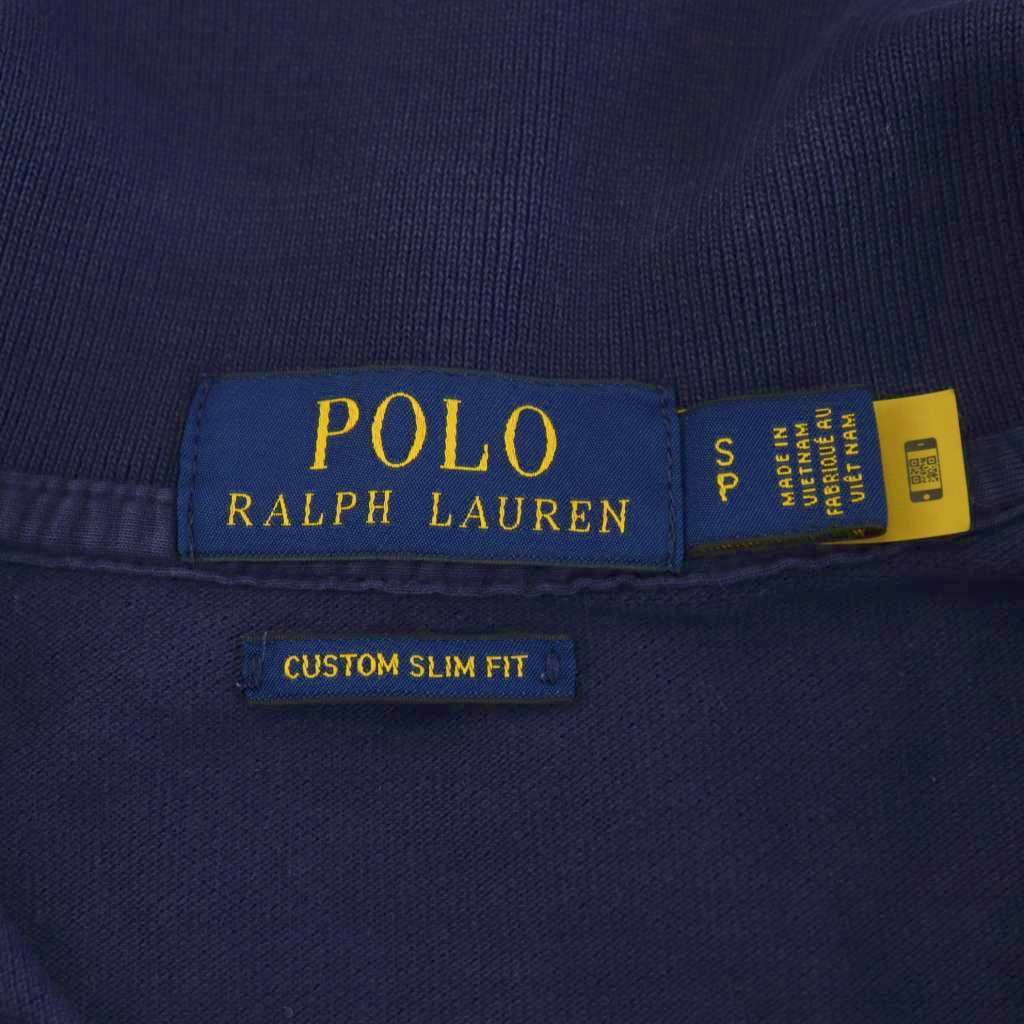 POLO
RALPH LAUREN
S
P
MADE IN
VIETNAM
FABRIQUÉ AU
VIÊT NAM
CUSTOM SLIM FIT